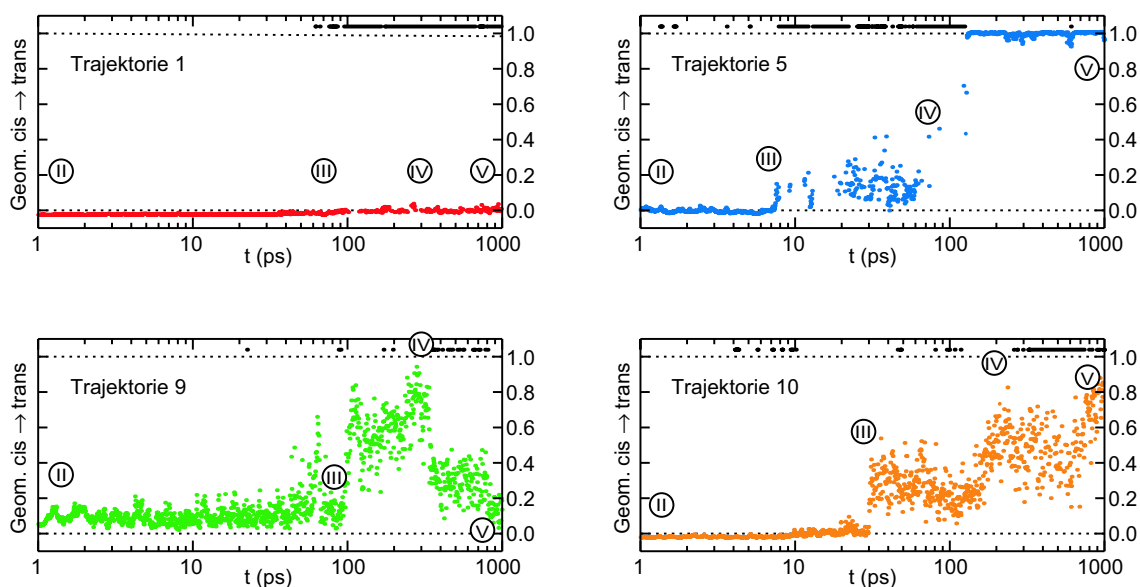 Geom. cis → trans
Trajektorie 1
II
III
IV
V
1.0
0.8
0.6
0.4
0.2
0.0
1
10
100
1000
t (ps)
Geom. cis → trans
Trajektorie 5
II
III
IV
V
1.0
0.8
0.6
0.4
0.2
0.0
1
10
100
1000
t (ps)
Geom. cis → trans
Trajektorie 9
II
III
IV
V
1.0
0.8
0.6
0.4
0.2
0.0
1
10
100
1000
t (ps)
Geom. cis → trans
Trajektorie 10
II
III
IV
V
1.0
0.8
0.6
0.4
0.2
0.0
1
10
100
1000
t (ps)